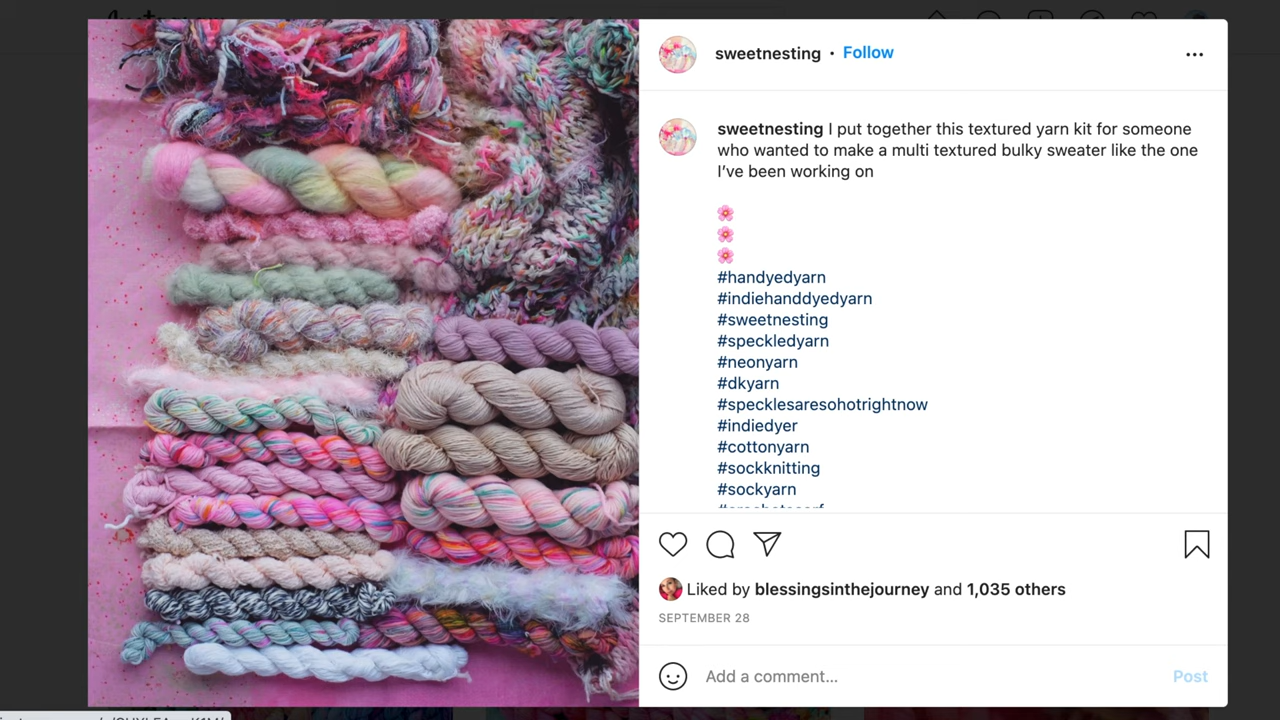 sweetnesting • Follow
sweetnesting I put together this textured yarn kit for someone
who wanted to make a multi textured bulky sweater like the one
I’ve been working on
🌸
🌸
🌸
#handyedyarn
#indiehanddyedyarn
#sweetnesting
#speckledyarn
#neonyarn
#dkyarn
#specklesaresohotrightnow
#indiedyer
#cottonyarn
#sockknitting
#sockyarn
Liked by blessingsinthejourney and 1,035 others
SEPTEMBER 28
Add a comment... Post